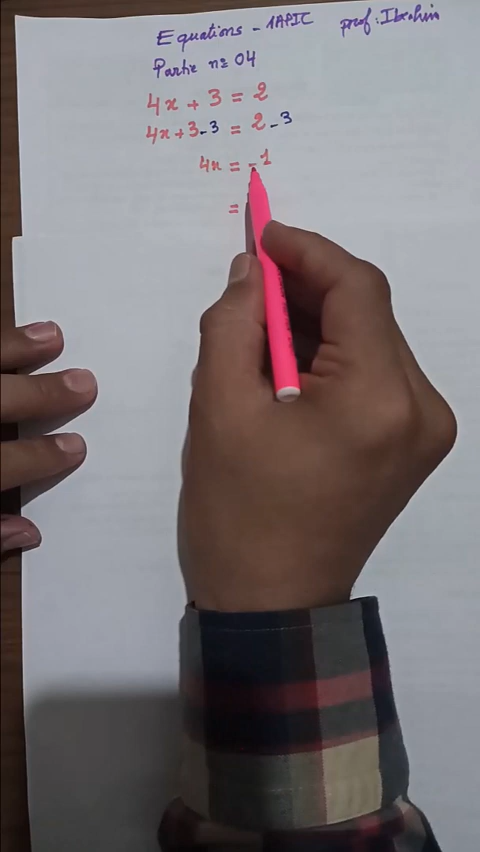 Equations - 1APIC prof: Ibrahim
Partie n° 04
4x + 3 = 2
4x + 3 - 3 = 2 - 3
4x = -1
=